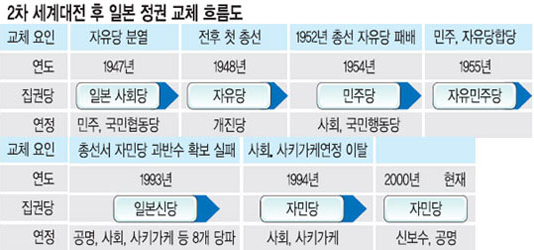 2차 세계대전 후 일본 정권 교체 흐름도
교체 요인 자유당 분열 전후 첫 총선 1952년 총선 자유당 패배 민주, 자유당합당
연도 1947년 1948년 1954년 1955년
집권당 일본 사회당 자유당 민주당 자유민주당
연정 민주, 국민협동당 개진당 사회, 국민행동당
교체 요인 총선서 자민당 과반수 확보 실패 사회, 사키가케연정 이탈
연도 1993년 1994년 2000년 현재
집권당 일본신당 자민당 자민당
연정 공명, 사회, 사키가케 등 8개 당파 사회, 사키가케 신보수, 공명